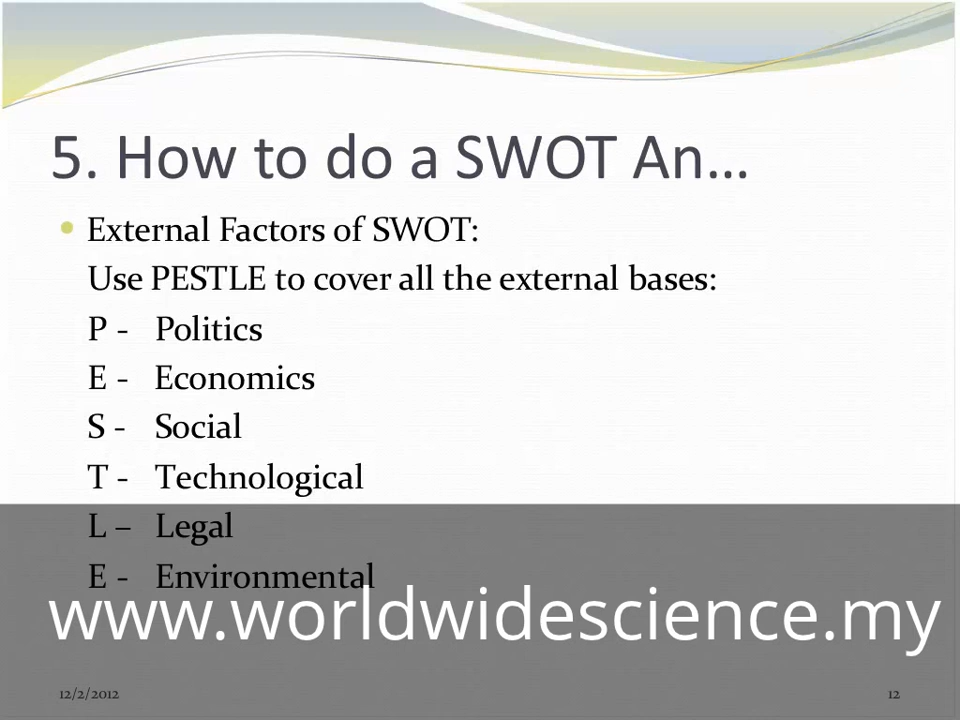 5. How to do a SWOT An…
External Factors of SWOT:
Use PESTLE to cover all the external bases:
P - Politics
E - Economics
S - Social
T - Technological
L – Legal
E - Environmental
www.worldwidescience.my
12/2/2012
12